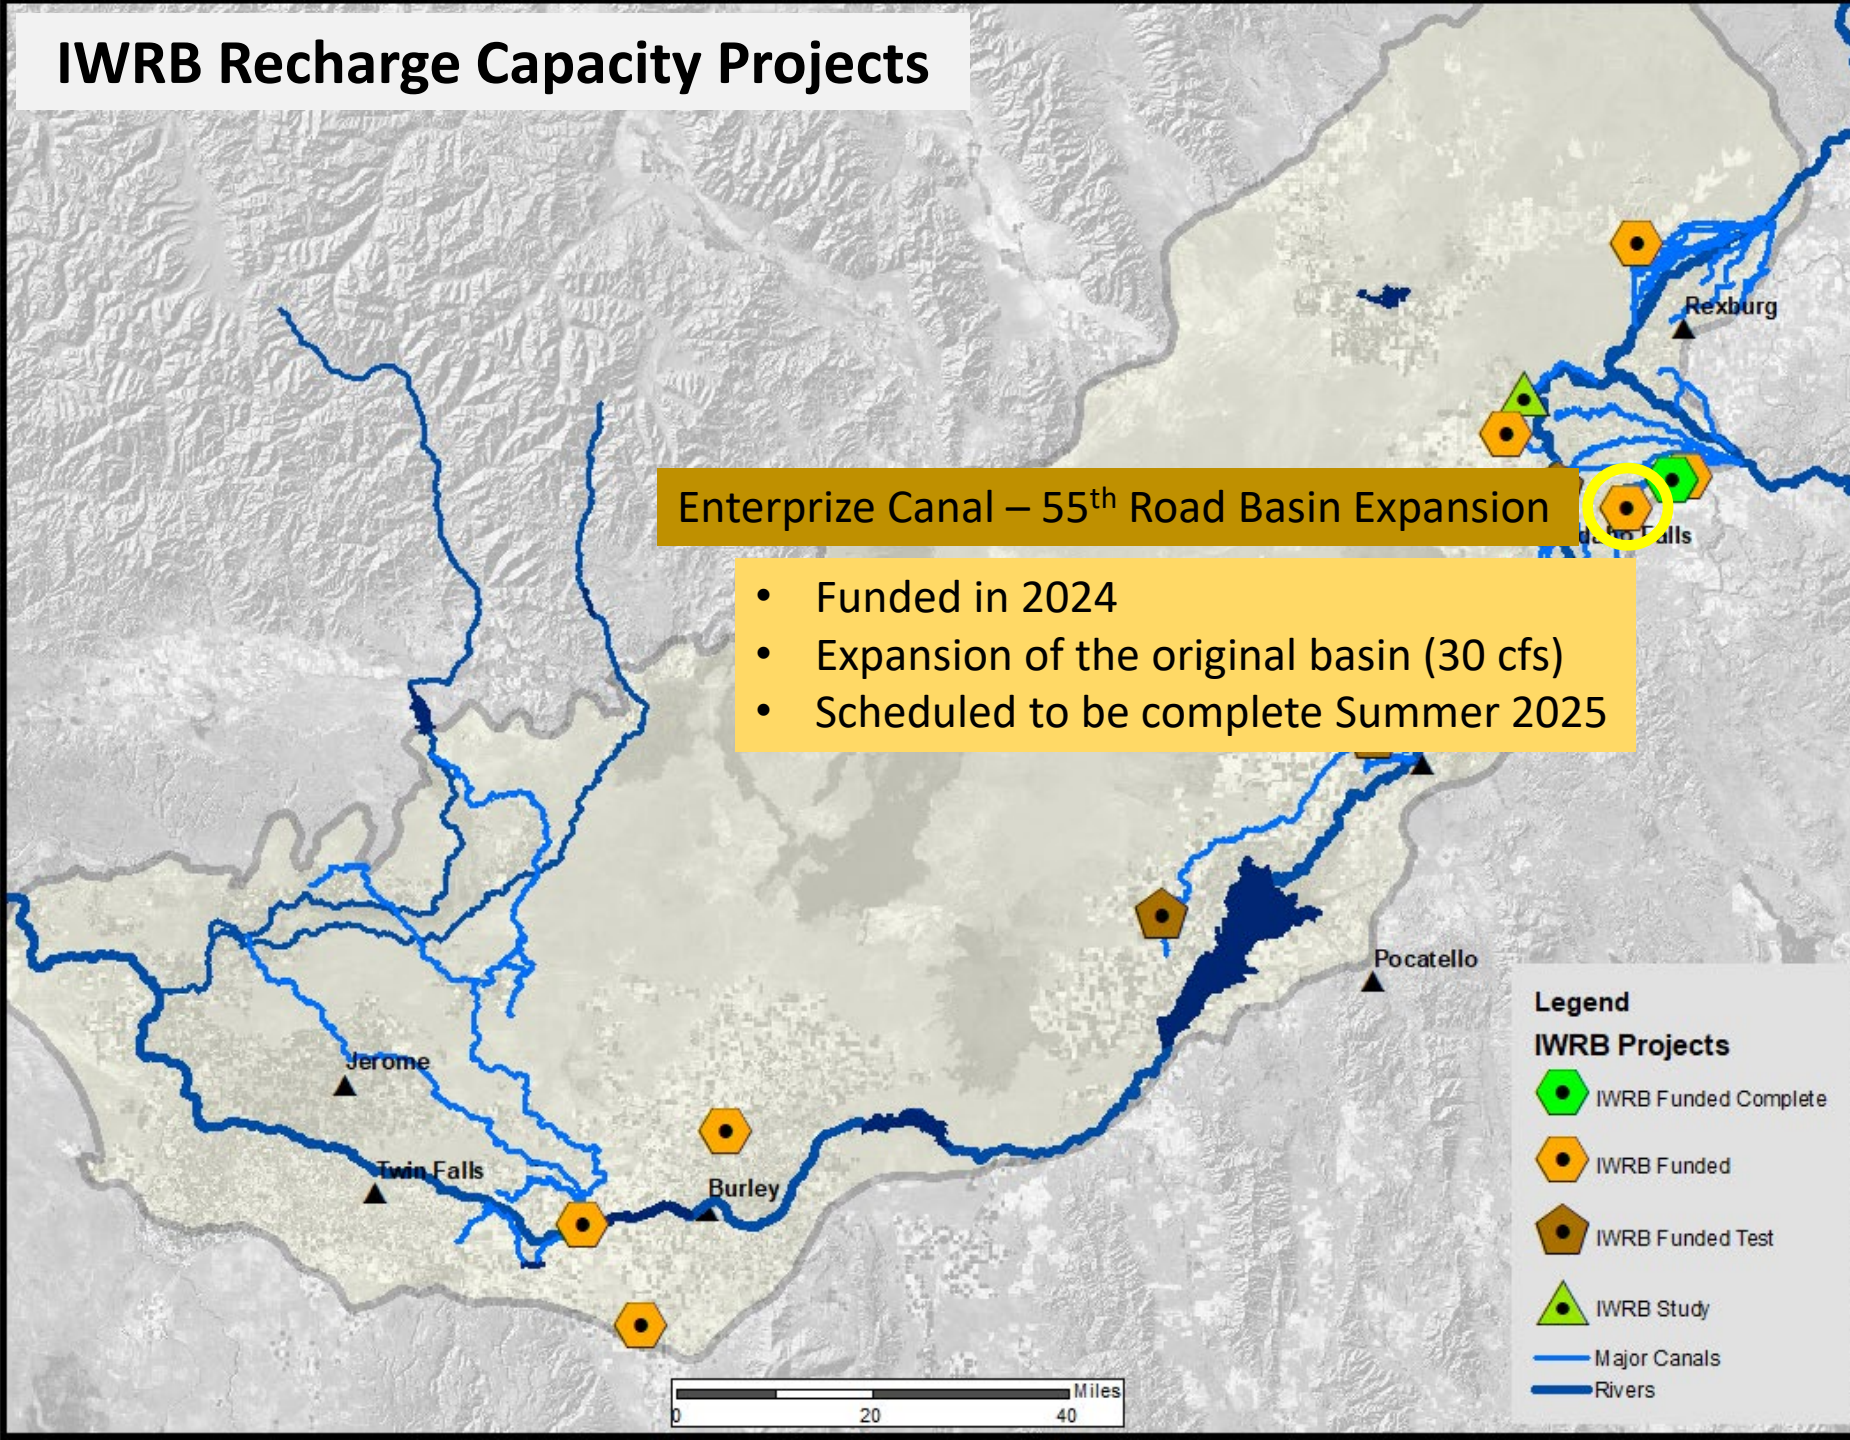 IWRB Recharge Capacity Projects
Rexburg
Enterprize Canal – 55th Road Basin Expansion
Falls
• Funded in 2024
• Expansion of the original basin (30 cfs)
• Scheduled to be complete Summer 2025
Pocatello
Jerome
Twin Falls
Burley
Legend
IWRB Projects
IWRB Funded Complete
IWRB Funded
IWRB Funded Test
IWRB Study
Major Canals
Rivers
Miles
0 20 40